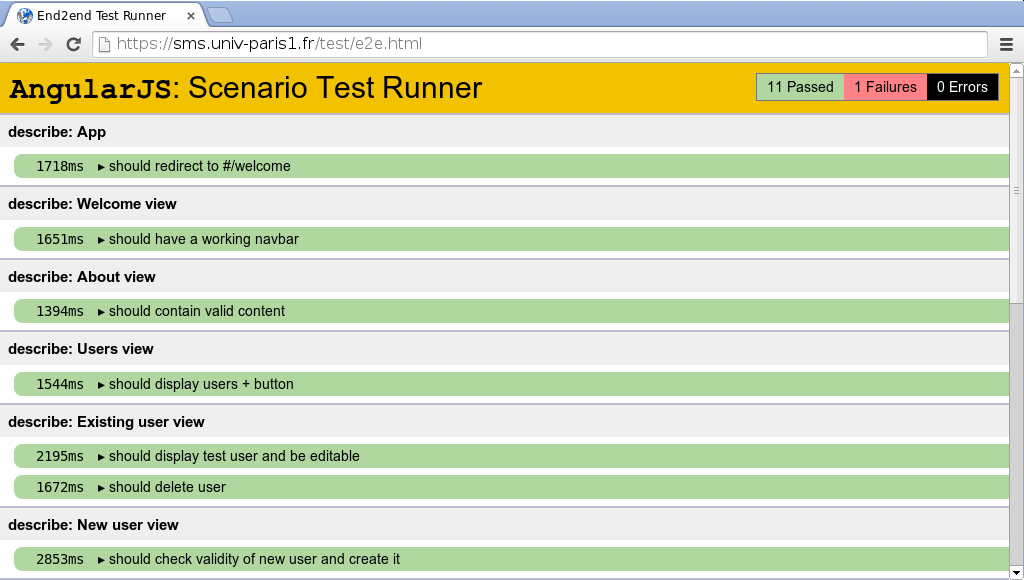 End2end Test Runner
https://sms.univ-paris1.fr/test/e2e.html
AngularJS: Scenario Test Runner
11 Passed 1 Failures 0 Errors
describe: App
1718ms ▸ should redirect to #/welcome
describe: Welcome view
1651ms ▸ should have a working navbar
describe: About view
1394ms ▸ should contain valid content
describe: Users view
1544ms ▸ should display users + button
describe: Existing user view
2195ms ▸ should display test user and be editable
1672ms ▸ should delete user
describe: New user view
2853ms ▸ should check validity of new user and create it